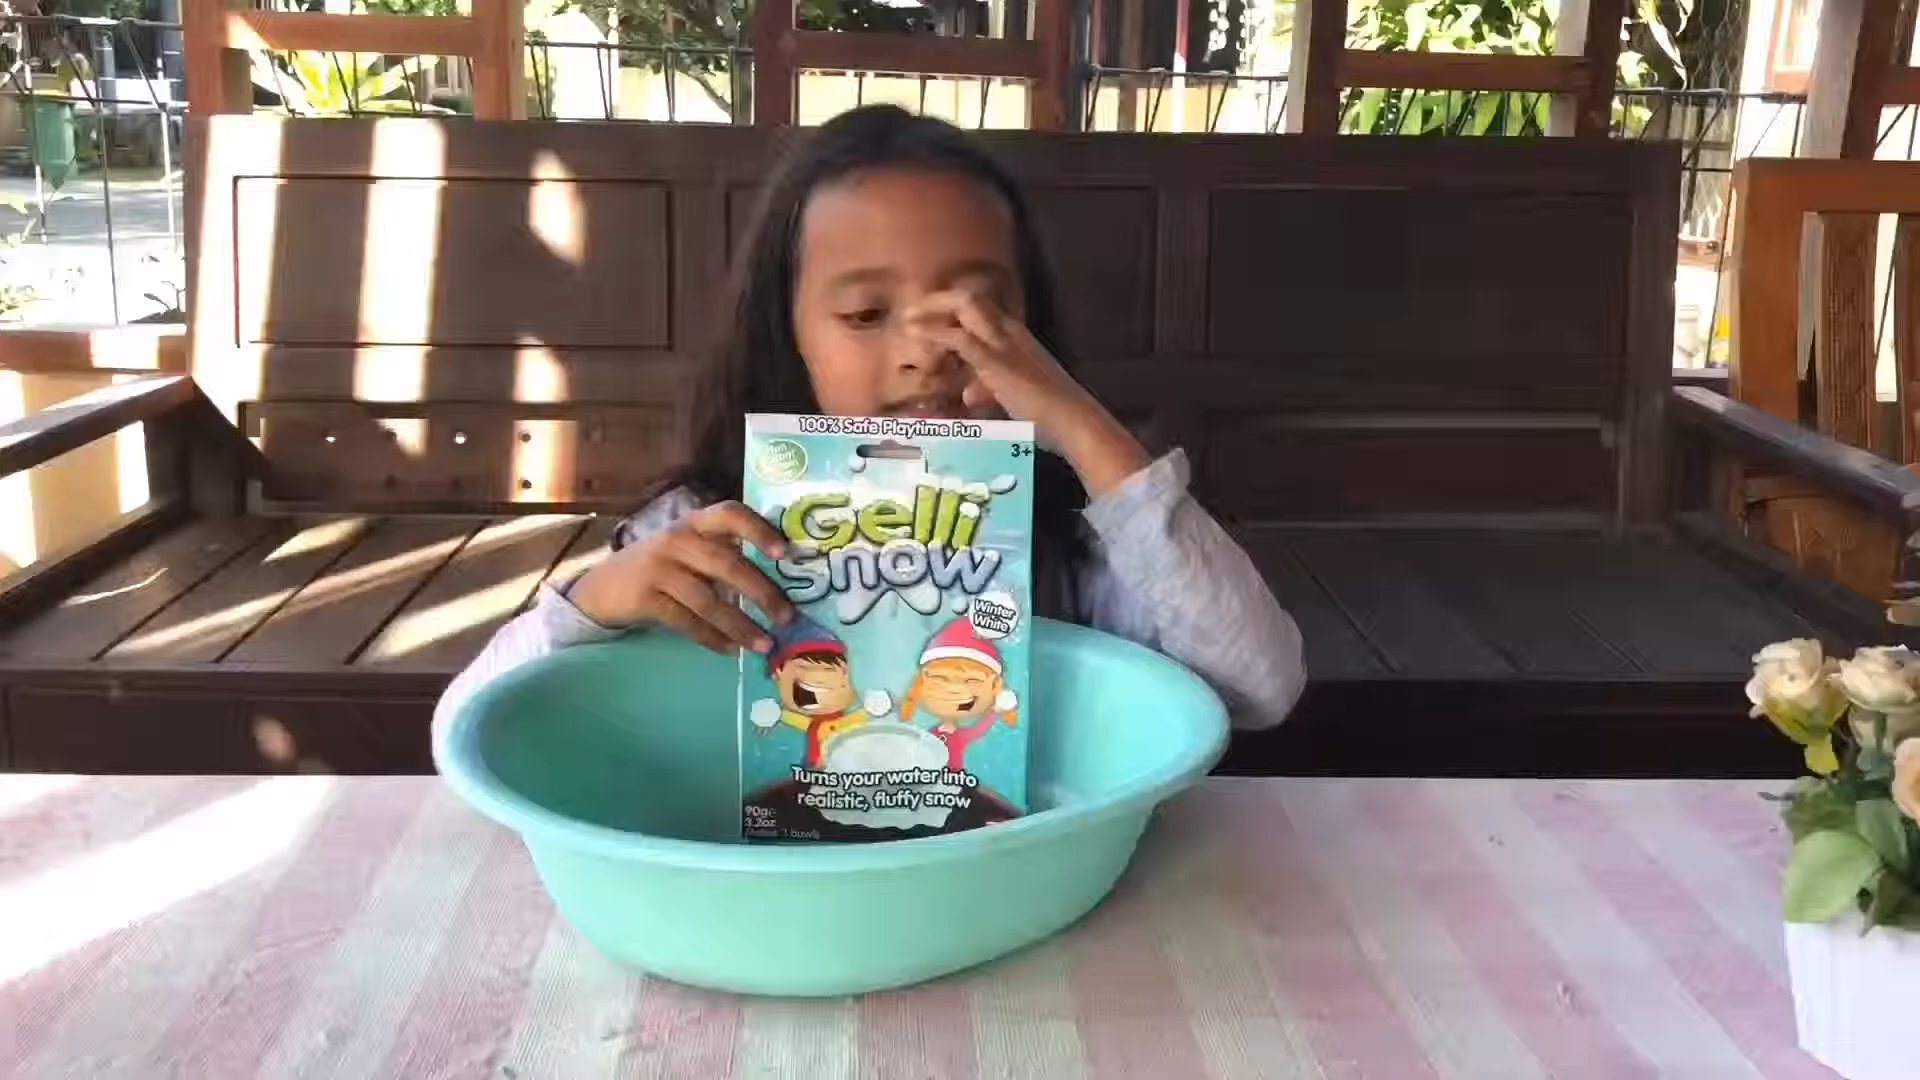 100% Safe Playtime Fun
3+
Gelli
Snow
Winter
White
Turns your water into
realistic, fluffy snow
90g℮
3.2oz